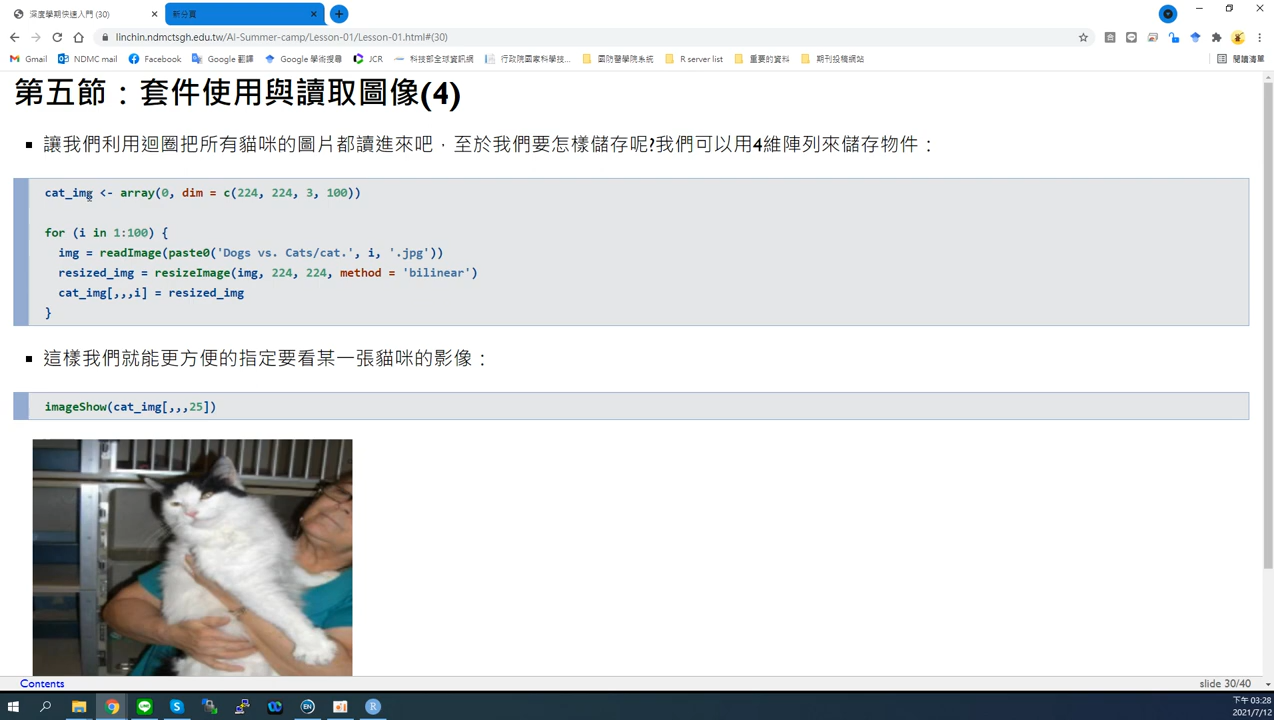 深度學期快速入門 (30)
新分頁
linchin.ndmctsgh.edu.tw/AI-Summer-camp/Lesson-01/Lesson-01.html#(30)
Gmail NDMC mail Facebook Google 翻譯 Google 學術搜尋 JCR 科技部全球資訊網 行政院國家科學技... 國防醫學院系統 R server list 重要的資料 期刊投稿網站 閱讀清單
第五節：套件使用與讀取圖像(4)
讓我們利用迴圈把所有貓咪的圖片都讀進來吧，至於我們要怎樣儲存呢?我們可以用4維陣列來儲存物件：
cat_img <- array(0, dim = c(224, 224, 3, 100))
for (i in 1:100) {
img = readImage(paste0('Dogs vs. Cats/cat.', i, '.jpg'))
resized_img = resizeImage(img, 224, 224, method = 'bilinear')
cat_img[,,,i] = resized_img
}
這樣我們就能更方便的指定要看某一張貓咪的影像：
imageShow(cat_img[,,,25])
Contents
slide 30/40
下午 03:28
2021/7/12